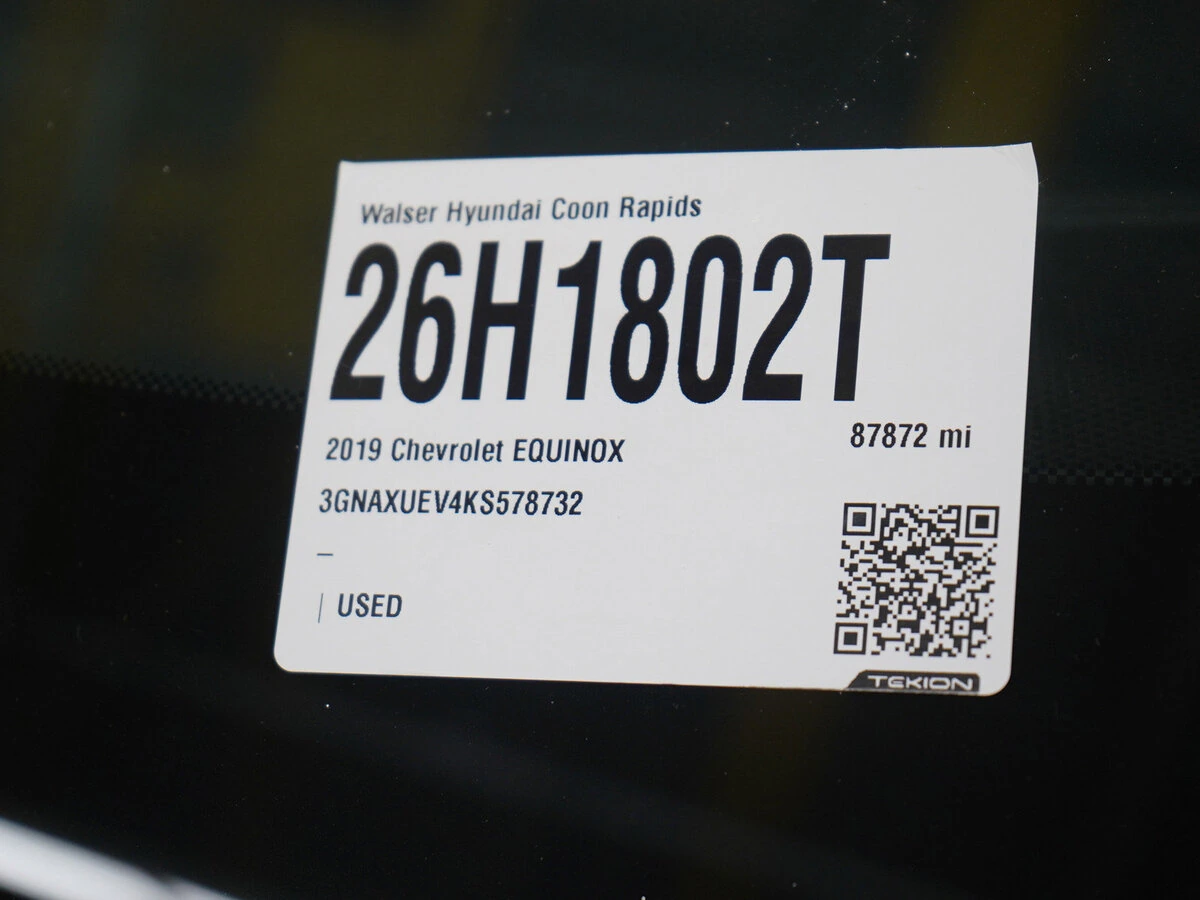 Walser Hyundai Coon Rapids
26H1802T
87872 mi
2019 Chevrolet EQUINOX
3GNAXUEV4KS578732
–
| USED
TEKION